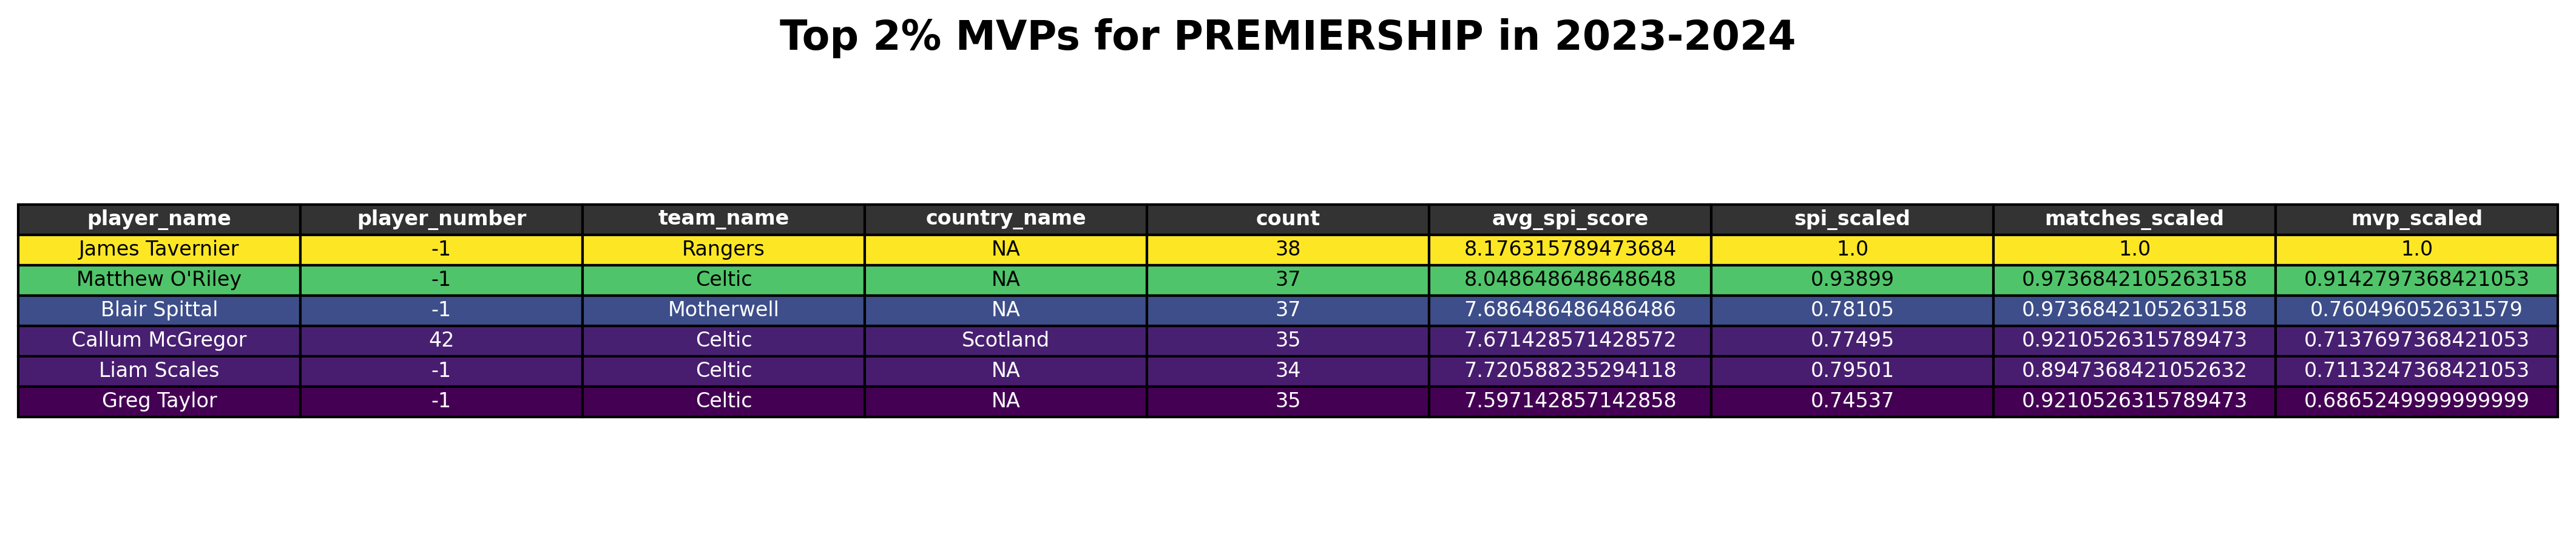 Top 2% MVPs for PREMIERSHIP in 2023-2024
player_name player_number team_name country_name count avg_spi_score spi_scaled matches_scaled mvp_scaled
James Tavernier -1 Rangers NA 38 8.176315789473684 1.0 1.0 1.0
Matthew O'Riley -1 Celtic NA 37 8.048648648648648 0.93899 0.9736842105263158 0.9142797368421053
Blair Spittal -1 Motherwell NA 37 7.686486486486486 0.78105 0.9736842105263158 0.760496052631579
Callum McGregor 42 Celtic Scotland 35 7.671428571428572 0.77495 0.9210526315789473 0.7137697368421053
Liam Scales -1 Celtic NA 34 7.720588235294118 0.79501 0.8947368421052632 0.7113247368421053
Greg Taylor -1 Celtic NA 35 7.597142857142858 0.74537 0.9210526315789473 0.6865249999999999